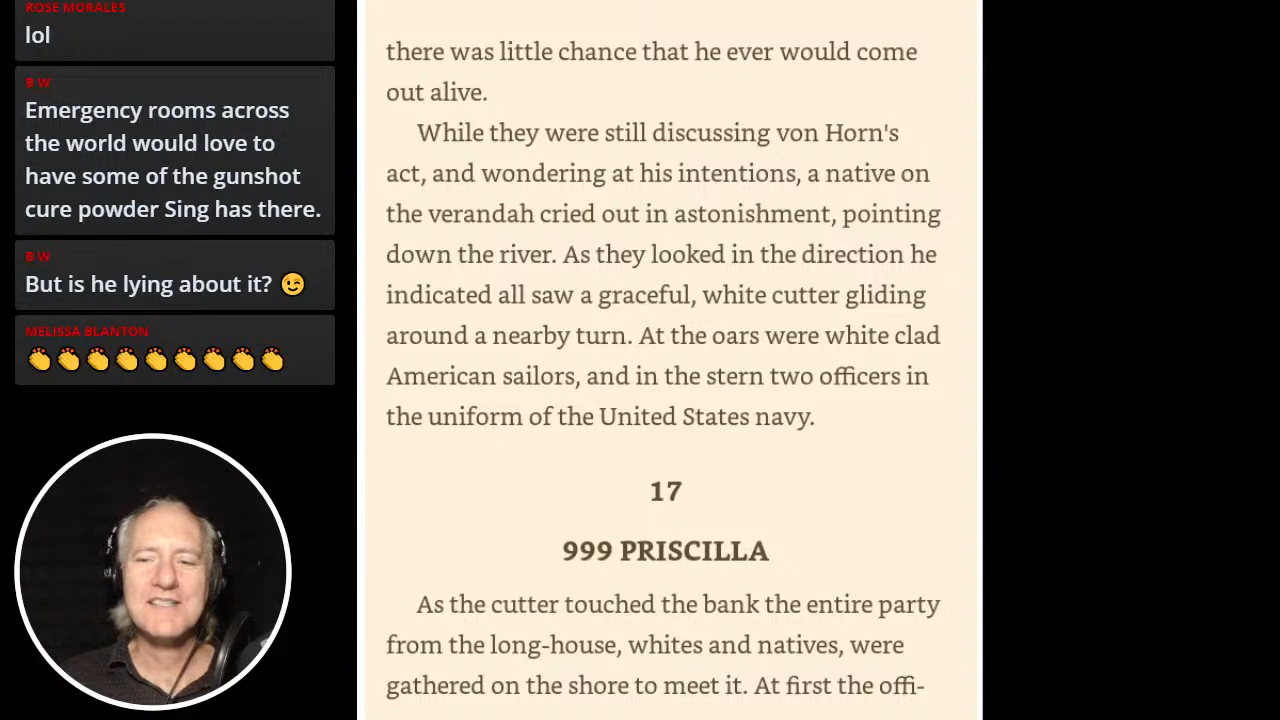 ROSE MORALES
lol
B W
Emergency rooms across
the world would love to
have some of the gunshot
cure powder Sing has there.
B W
But is he lying about it? 😉
MELISSA BLANTON
👏👏👏👏👏👏👏👏👏
there was little chance that he ever would come
out alive.
While they were still discussing von Horn's
act, and wondering at his intentions, a native on
the verandah cried out in astonishment, pointing
down the river. As they looked in the direction he
indicated all saw a graceful, white cutter gliding
around a nearby turn. At the oars were white clad
American sailors, and in the stern two officers in
the uniform of the United States navy.
17
999 PRISCILLA
As the cutter touched the bank the entire party
from the long-house, whites and natives, were
gathered on the shore to meet it. At first the offi-